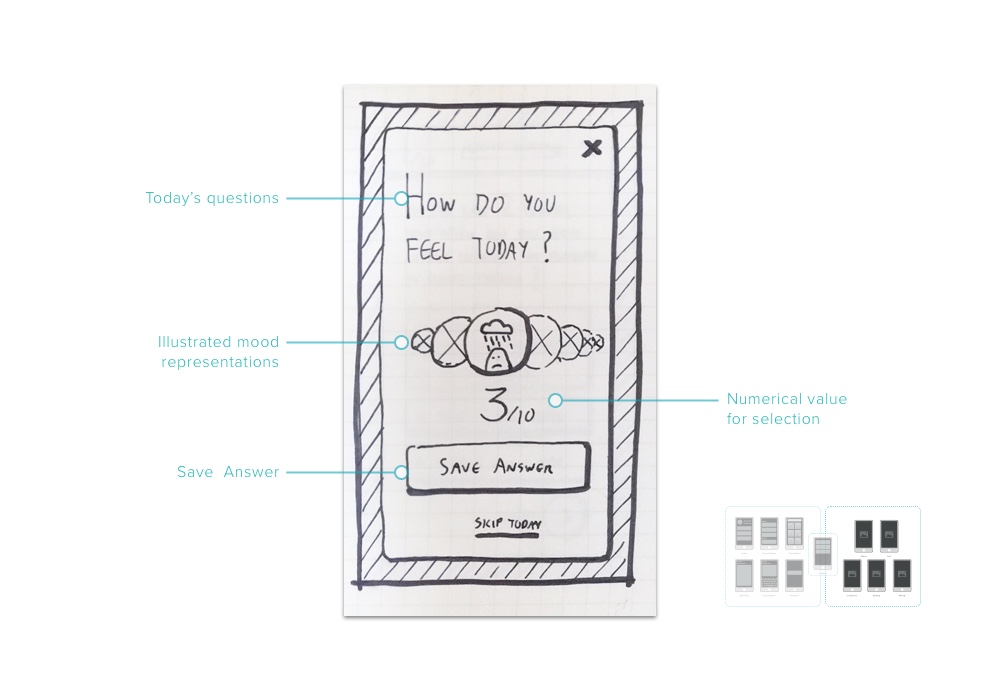 Today's questions
HOW DO YOU
FEEL TODAY ?
Illustrated mood
representations
3/10
Numerical value
for selection
Save Answer
SAVE ANSWER
SKIP TODAY